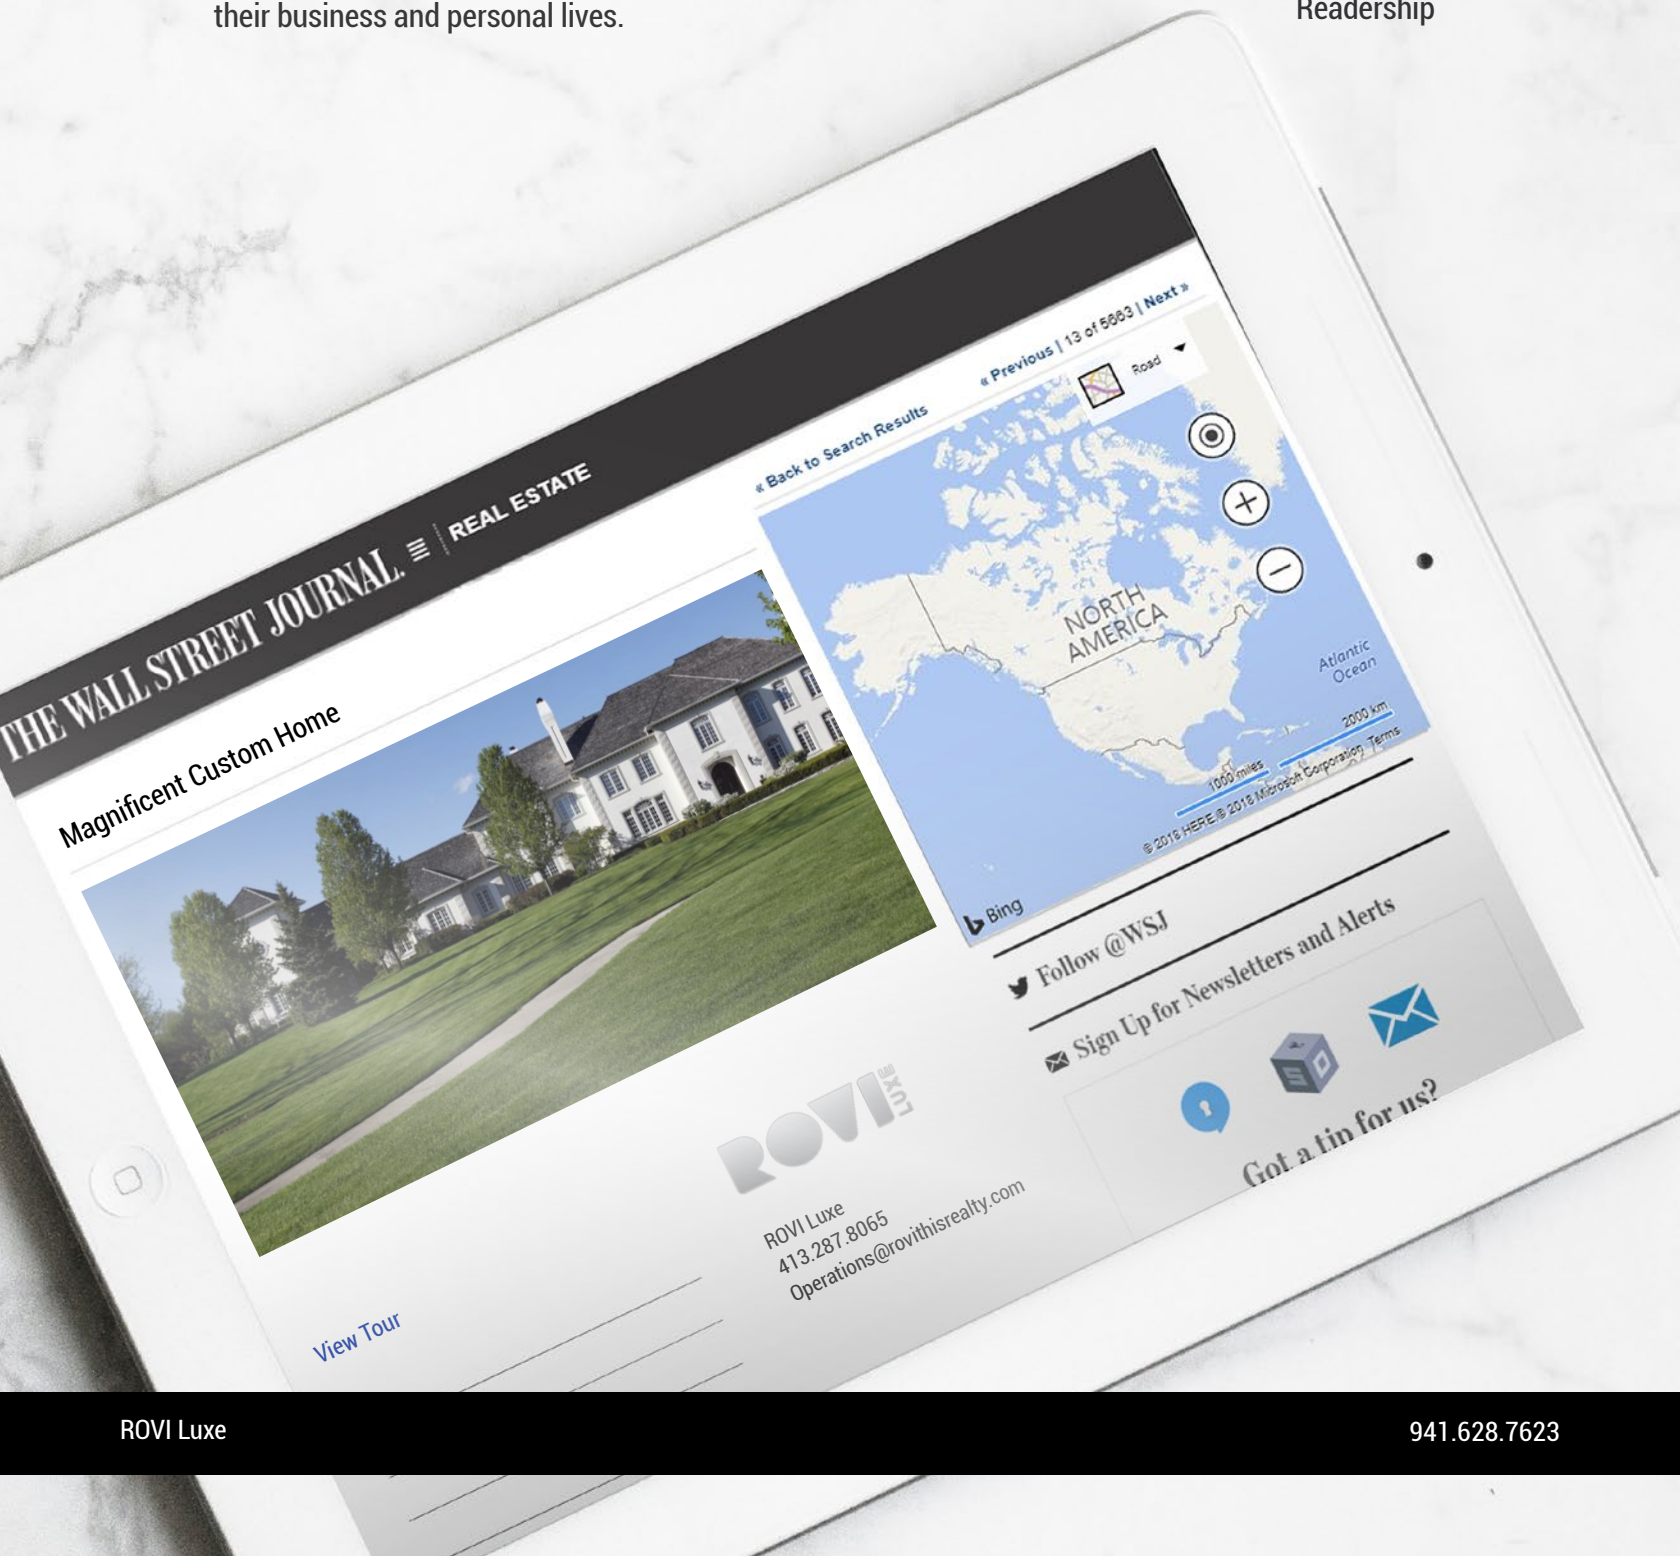 their business and personal lives.
Readership
THE WALL STREET JOURNAL. | REAL ESTATE
« Back to Search Results
« Previous | 13 of 5663 | Next »
Magnificent Custom Home
Road
NORTH
AMERICA
Atlantic
Ocean
2000 km
1000 miles
© 2018 HERE © 2018 Microsoft Corporation Terms
Bing
Follow @WSJ
Sign Up for Newsletters and Alerts
Got a tip for us?
ROVI LUXE
ROVI Luxe
413.287.8065
Operations@rovithisrealty.com
View Tour
ROVI Luxe
941.628.7623